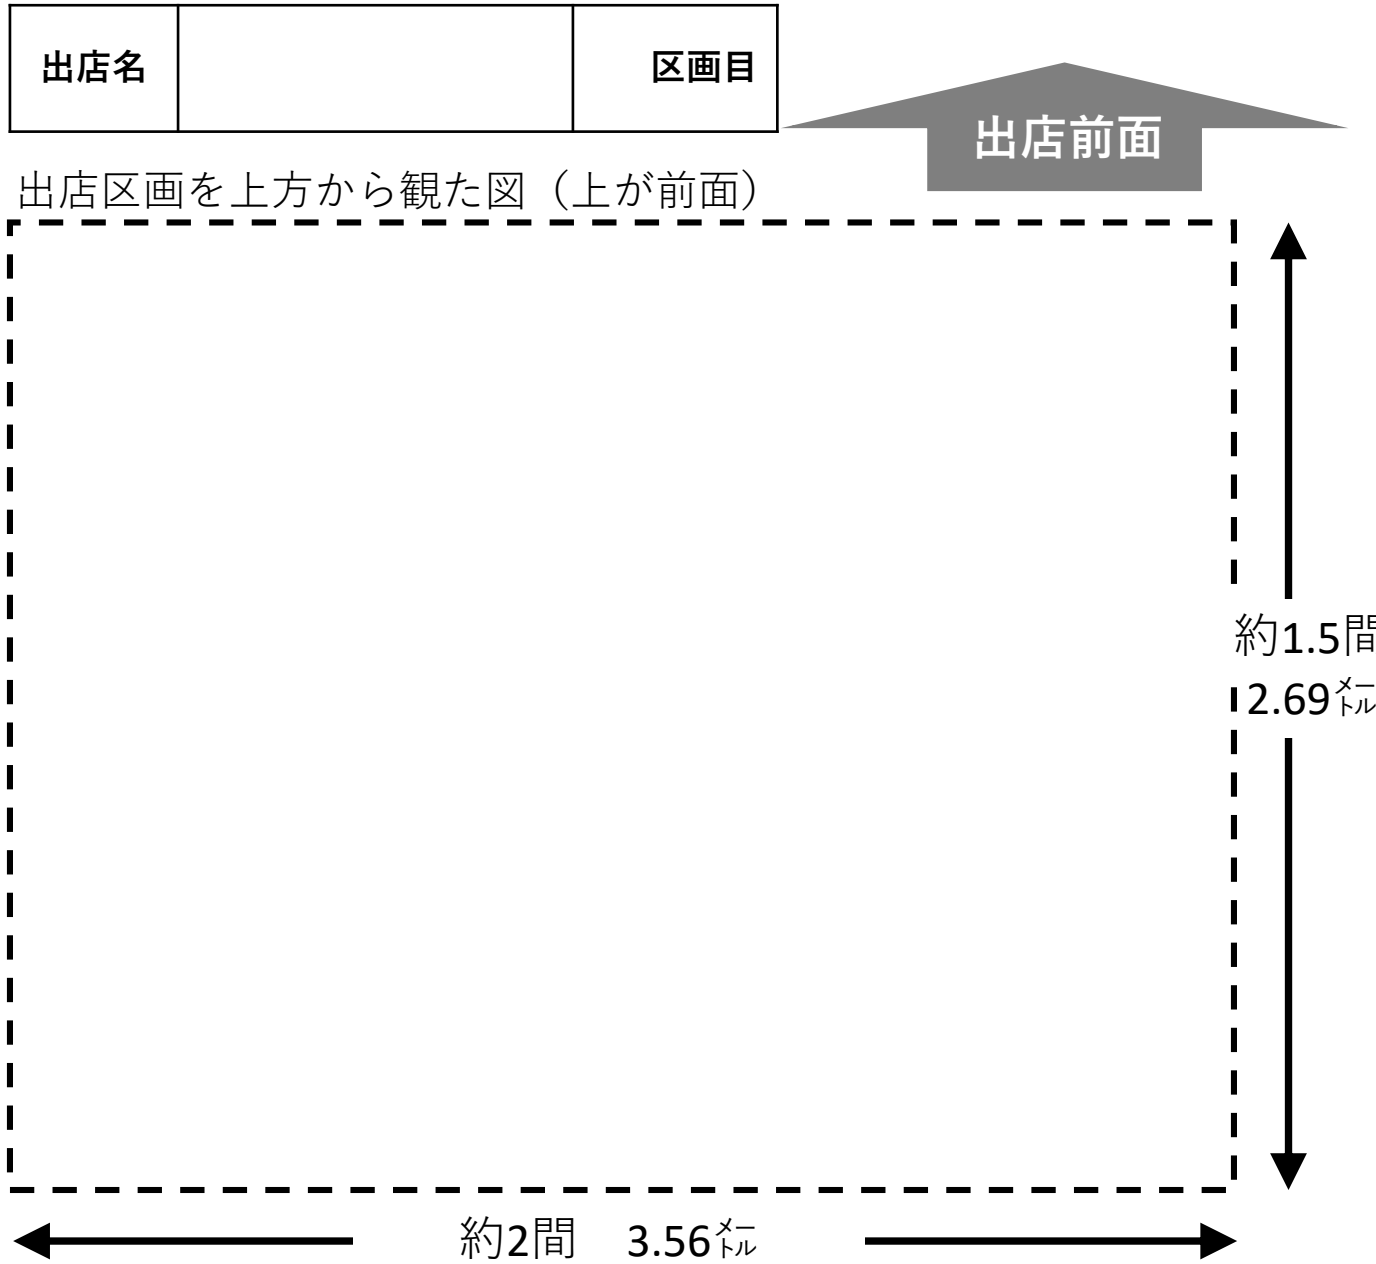 出店名 区画目
出店前面
出店区画を上方から観た図（上が前面）
約1.5間
2.69㍍
約2間　3.56㍍